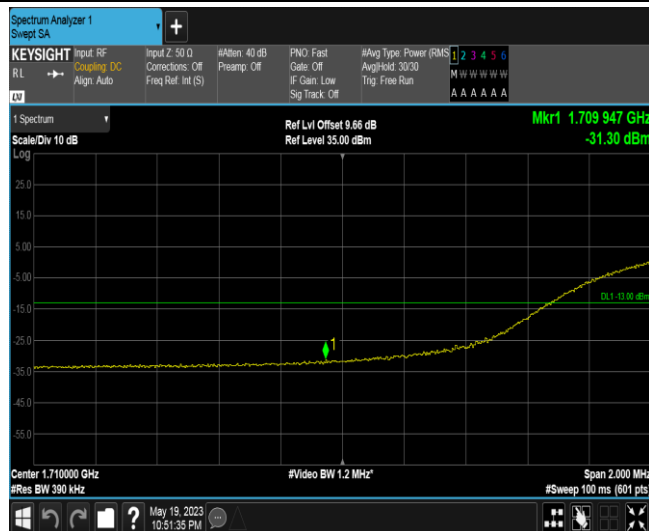 Spectrum Analyzer 1
Swept SA
+
KEYSIGHT
RL
LXI
Input: RF
Coupling: DC
Align: Auto
Input Z: 50 Ω
Corrections: Off
Freq Ref: Int (S)
#Atten: 40 dB
Preamp: Off
PNO: Fast
Gate: Off
IF Gain: Low
Sig Track: Off
#Avg Type: Power (RMS
Avg|Hold: 30/30
Trig: Free Run
1 2 3 4 5 6
M W W W W W
A A A A A A
1 Spectrum
Scale/Div 10 dB
Log
Ref Lvl Offset 9.66 dB
Ref Level 35.00 dBm
Mkr1 1.709 947 GHz
-31.30 dBm
25.0
15.0
5.00
-5.00
-15.0
-25.0
-35.0
-45.0
-55.0
DL1 -13.00 dBm
1
Center 1.710000 GHz
#Res BW 390 kHz
#Video BW 1.2 MHz*
Span 2.000 MHz
#Sweep 100 ms (601 pts)
?
May 19, 2023
10:51:35 PM